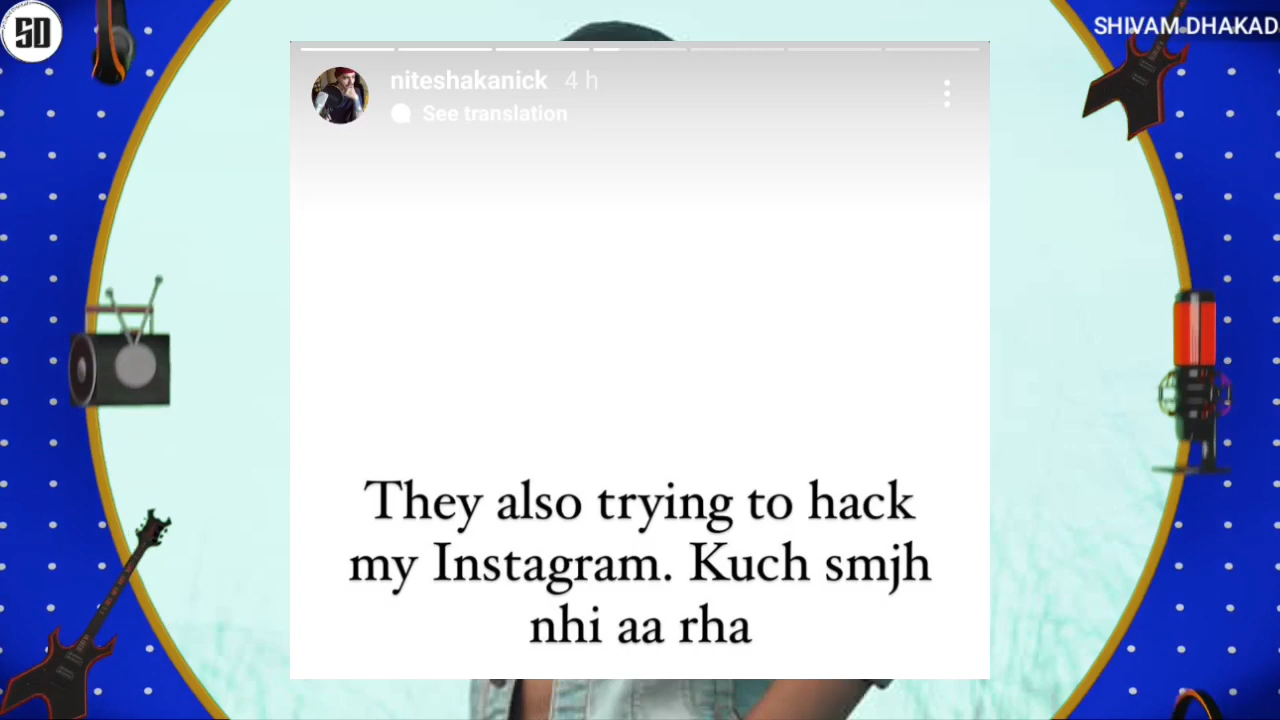 SD
SHIVAM DHAKAD
niteshakanick 4 h
See translation
They also trying to hack
my Instagram. Kuch smjh
nhi aa rha